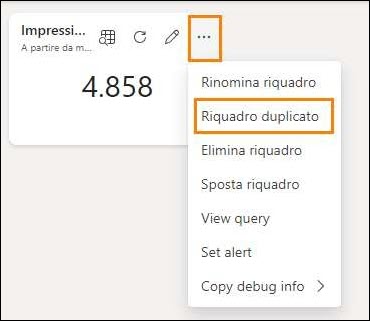 Impressi...
A partire da m...
4.858
Rinomina riquadro
Riquadro duplicato
Elimina riquadro
Sposta riquadro
View query
Set alert
Copy debug info